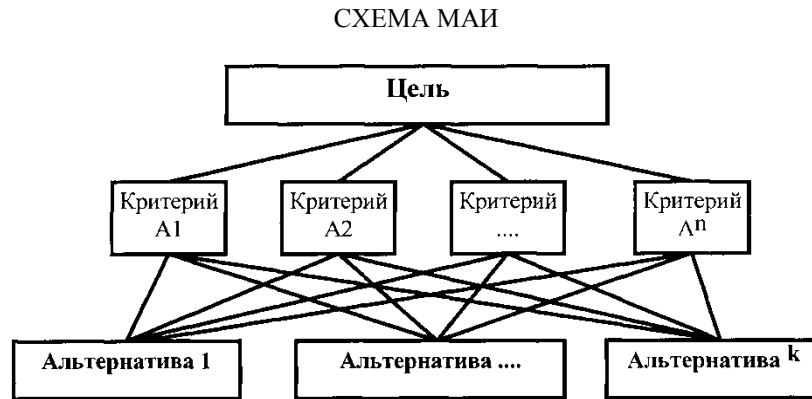 СХЕМА МАИ
Цель
Критерий
А1
Критерий
А2
Критерий
....
Критерий
Аⁿ
Альтернатива 1
Альтернатива ....
Альтернатива ᵏ